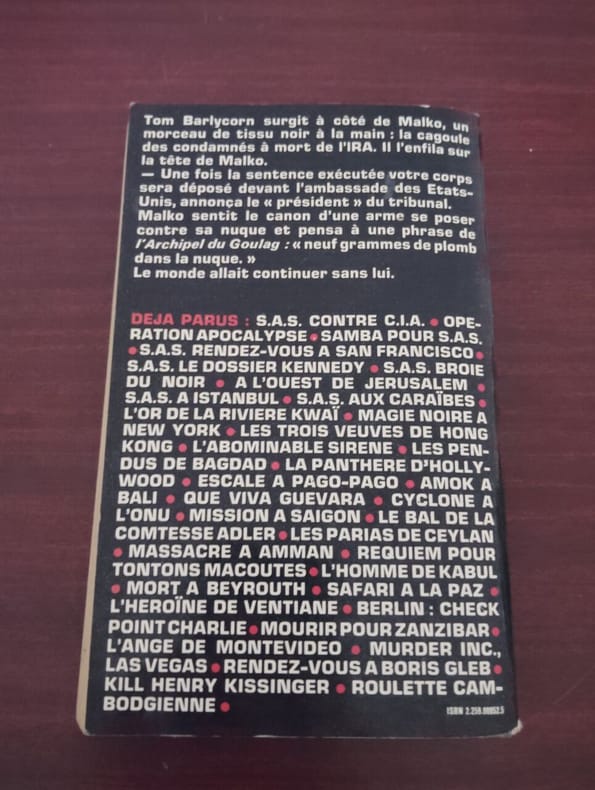 Tom Barlycorn surgit à côté de Malko, un
morceau de tissu noir à la main : la cagoule
des condamnés à mort de l'IRA. Il l'enfila sur
la tête de Malko.
— Une fois la sentence exécutée votre corps
sera déposé devant l'ambassade des Etats-
Unis, annonça le « président » du tribunal.
Malko sentit le canon d'une arme se poser
contre sa nuque et pensa à une phrase de
l'Archipel du Goulag : « neuf grammes de plomb
dans la nuque. »
Le monde allait continuer sans lui.
DEJA PARUS : S.A.S. CONTRE C.I.A. • OPE-
RATION APOCALYPSE • SAMBA POUR S.A.S.
• S.A.S. RENDEZ-VOUS A SAN FRANCISCO •
S.A.S. LE DOSSIER KENNEDY • S.A.S. BROIE
DU NOIR • A L'OUEST DE JERUSALEM •
S.A.S. A ISTANBUL • S.A.S. AUX CARAÏBES •
L'OR DE LA RIVIERE KWAÏ • MAGIE NOIRE A
NEW YORK • LES TROIS VEUVES DE HONG
KONG • L'ABOMINABLE SIRENE • LES PEN-
DUS DE BAGDAD • LA PANTHERE D'HOLLY-
WOOD • ESCALE A PAGO-PAGO • AMOK A
BALI • QUE VIVA GUEVARA • CYCLONE A
L'ONU • MISSION A SAIGON • LE BAL DE LA
COMTESSE ADLER • LES PARIAS DE CEYLAN
• MASSACRE A AMMAN • REQUIEM POUR
TONTONS MACOUTES • L'HOMME DE KABUL
• MORT A BEYROUTH • SAFARI A LA PAZ •
L'HEROÏNE DE VENTIANE • BERLIN : CHECK
POINT CHARLIE • MOURIR POUR ZANZIBAR •
L'ANGE DE MONTEVIDEO • MURDER INC.,
LAS VEGAS • RENDEZ-VOUS A BORIS GLEB •
KILL HENRY KISSINGER • ROULETTE CAM-
BODGIENNE •
ISBN 2.259.00052.5